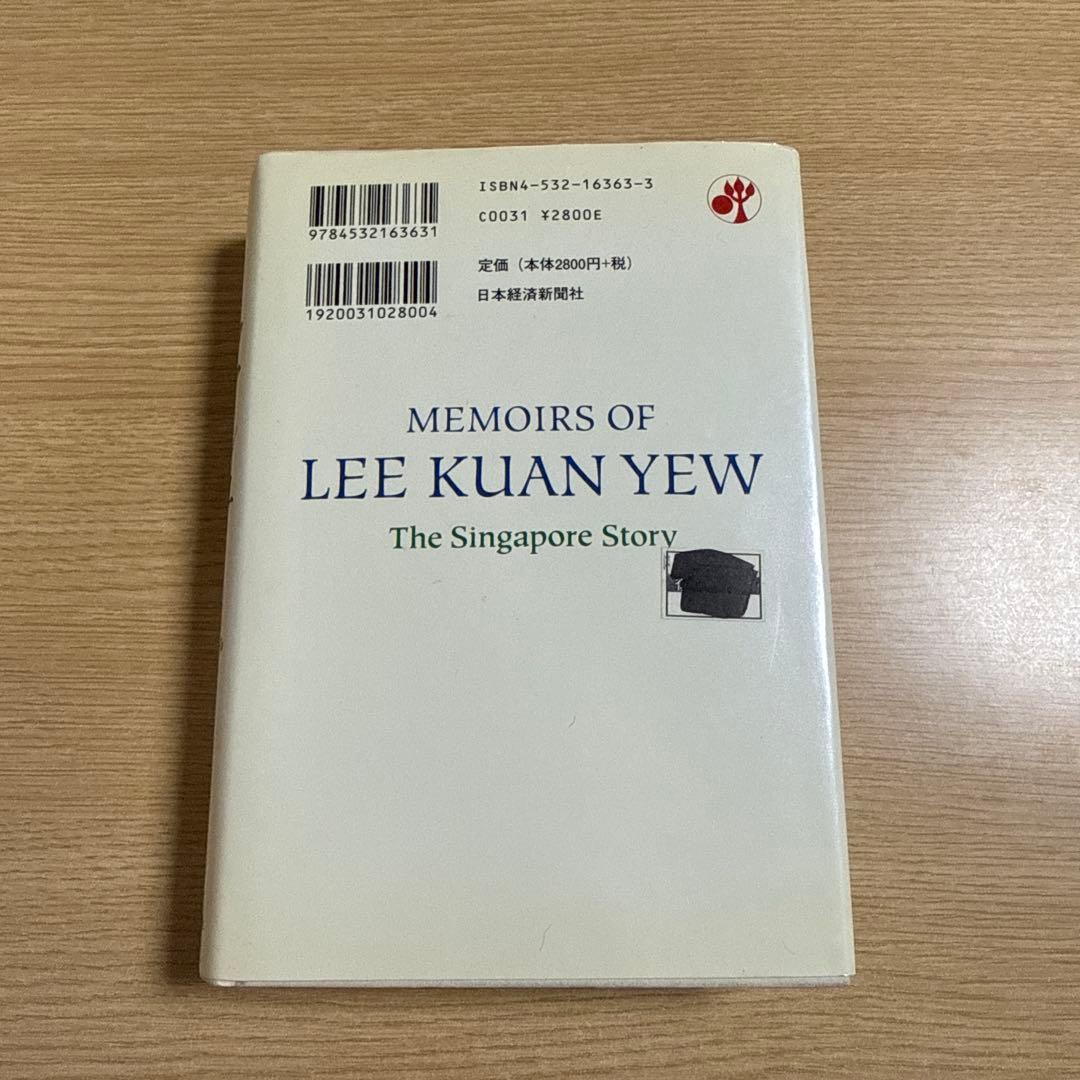 9784532163631
1920031028004
ISBN4-532-16363-3
C0031 ¥2800E
定価（本体2800円+税）
日本経済新聞社
MEMOIRS OF
LEE KUAN YEW
The Singapore Story